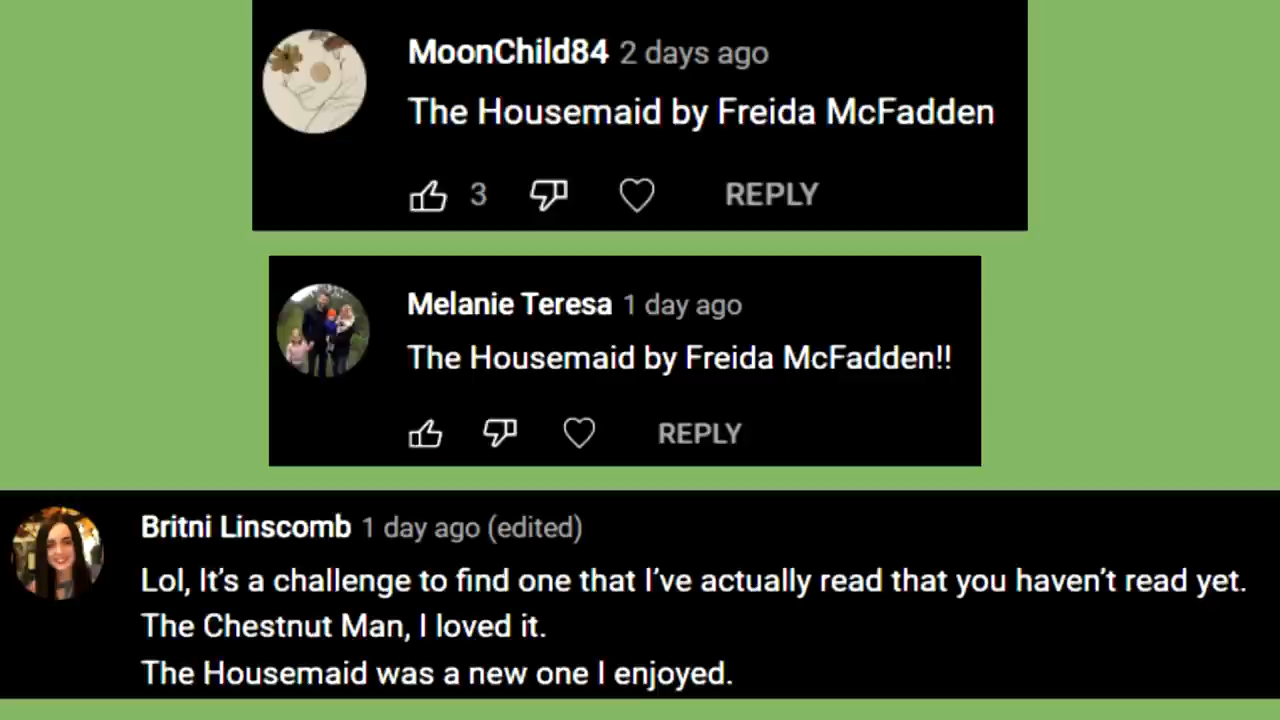 MoonChild84 2 days ago
The Housemaid by Freida McFadden
3 REPLY
Melanie Teresa 1 day ago
The Housemaid by Freida McFadden!!
REPLY
Britni Linscomb 1 day ago (edited)
Lol, It's a challenge to find one that I've actually read that you haven't read yet.
The Chestnut Man, I loved it.
The Housemaid was a new one I enjoyed.